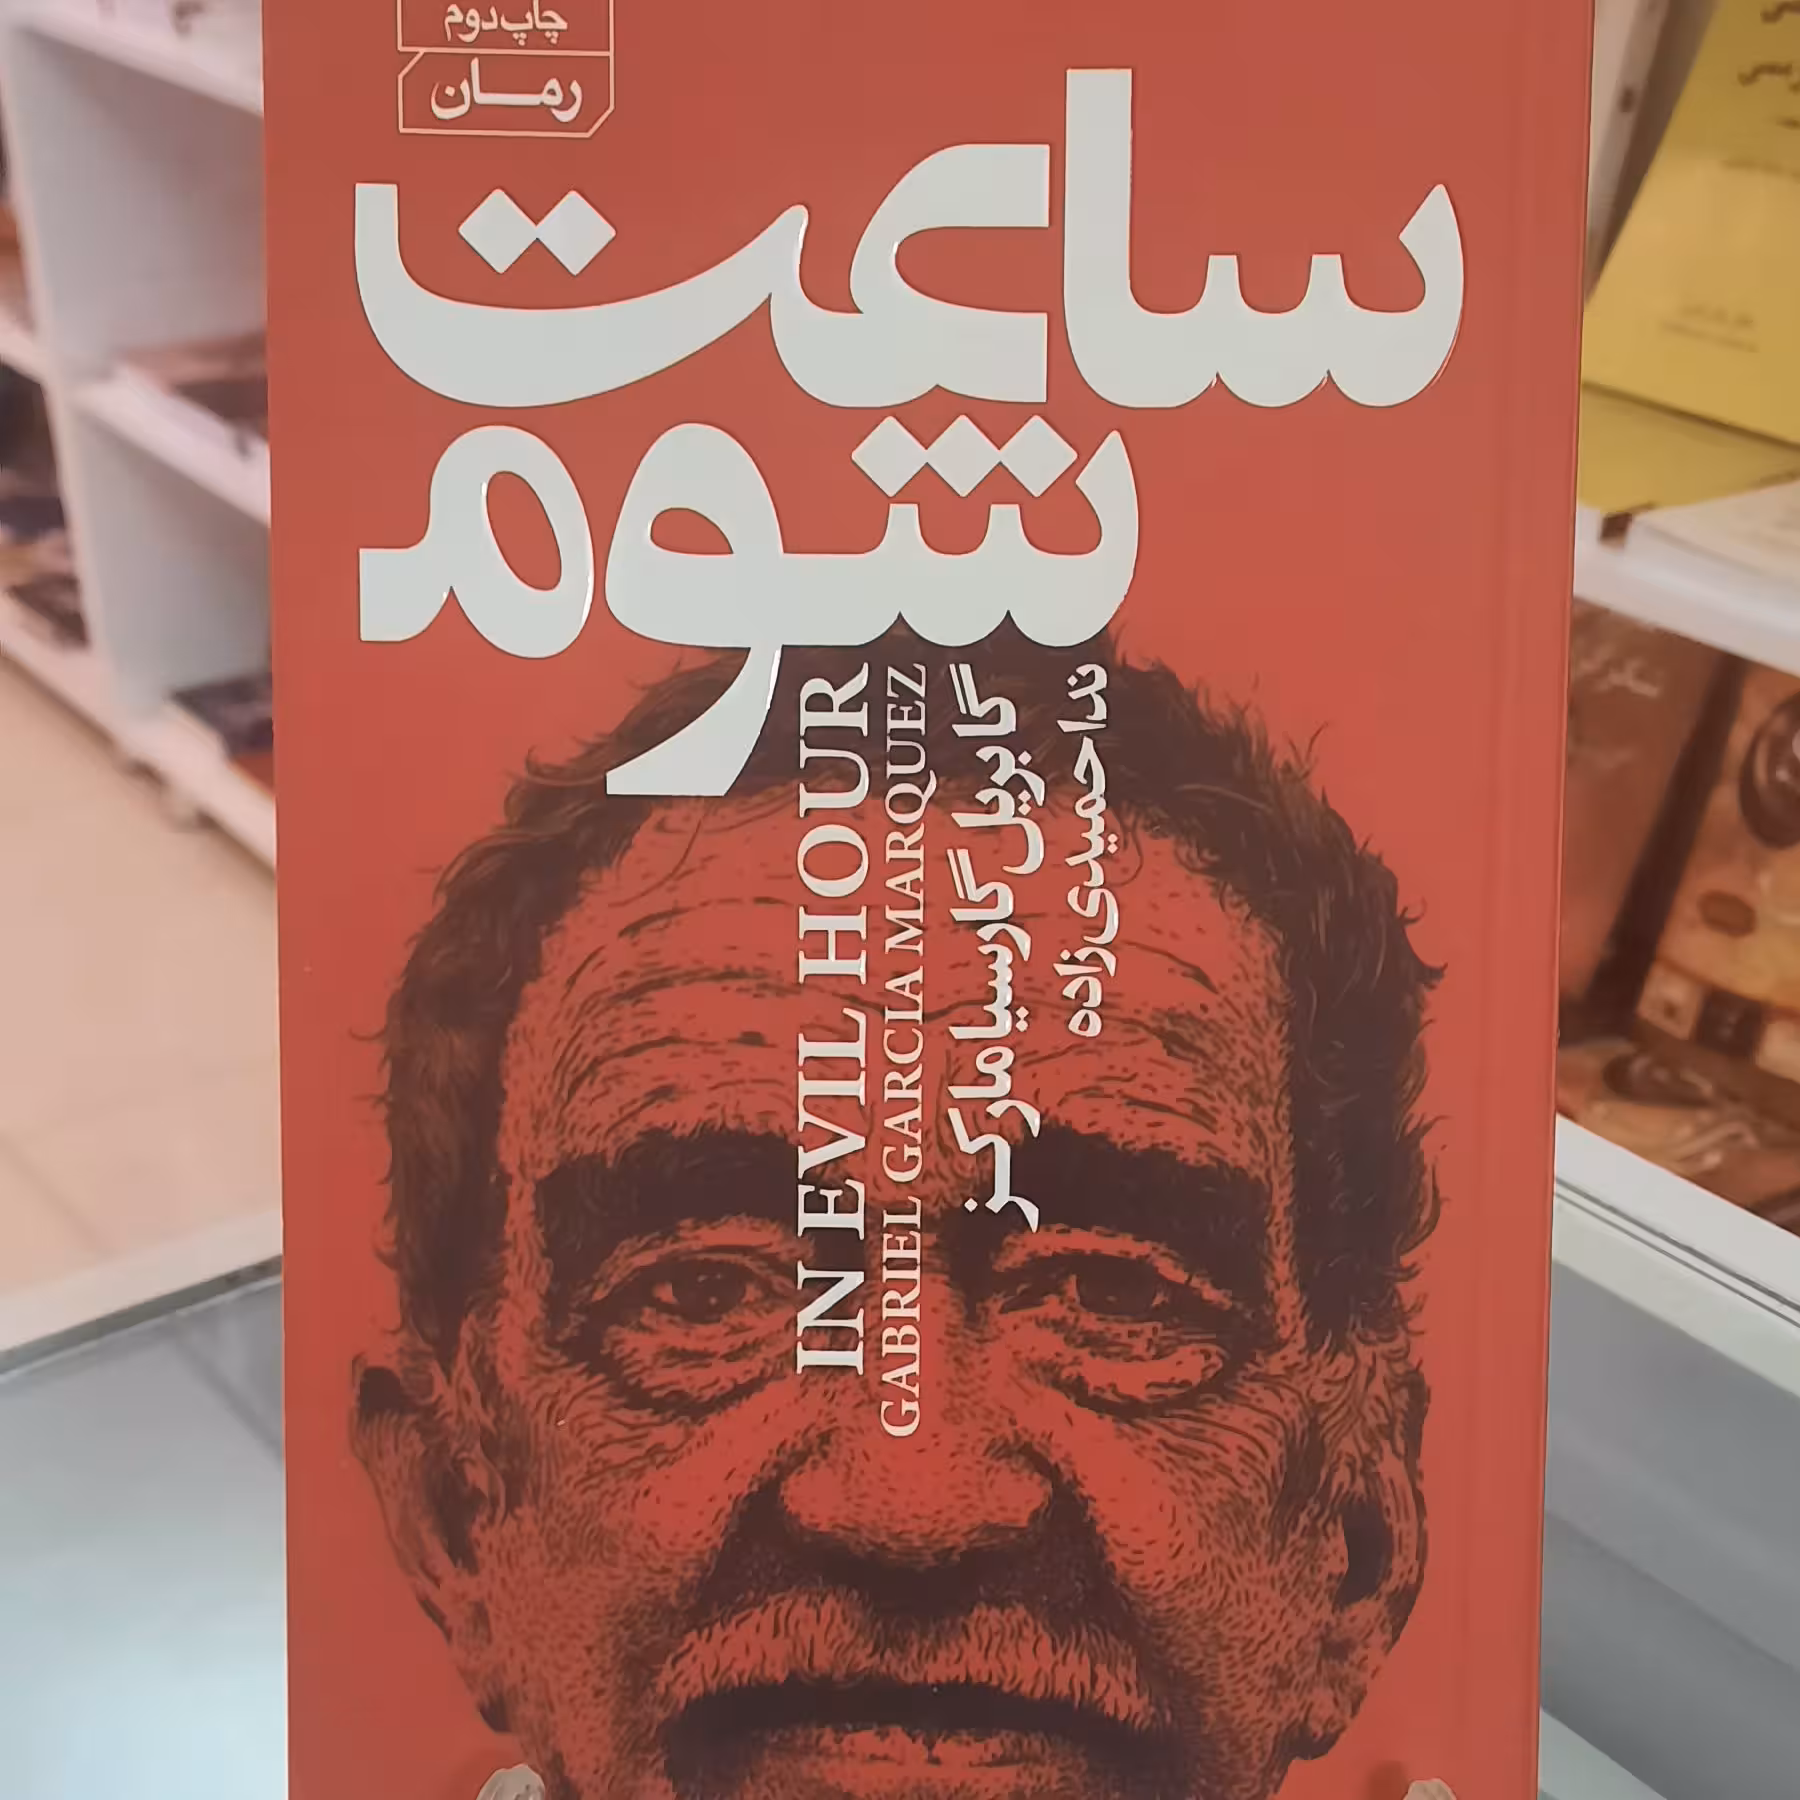 چاپ دوم
رمان
ساعت
شوم
IN EVIL HOUR
GABRIEL GARCIA MARQUEZ
گابریل گارسیا مارکز
ندا حمیدی‌زاده